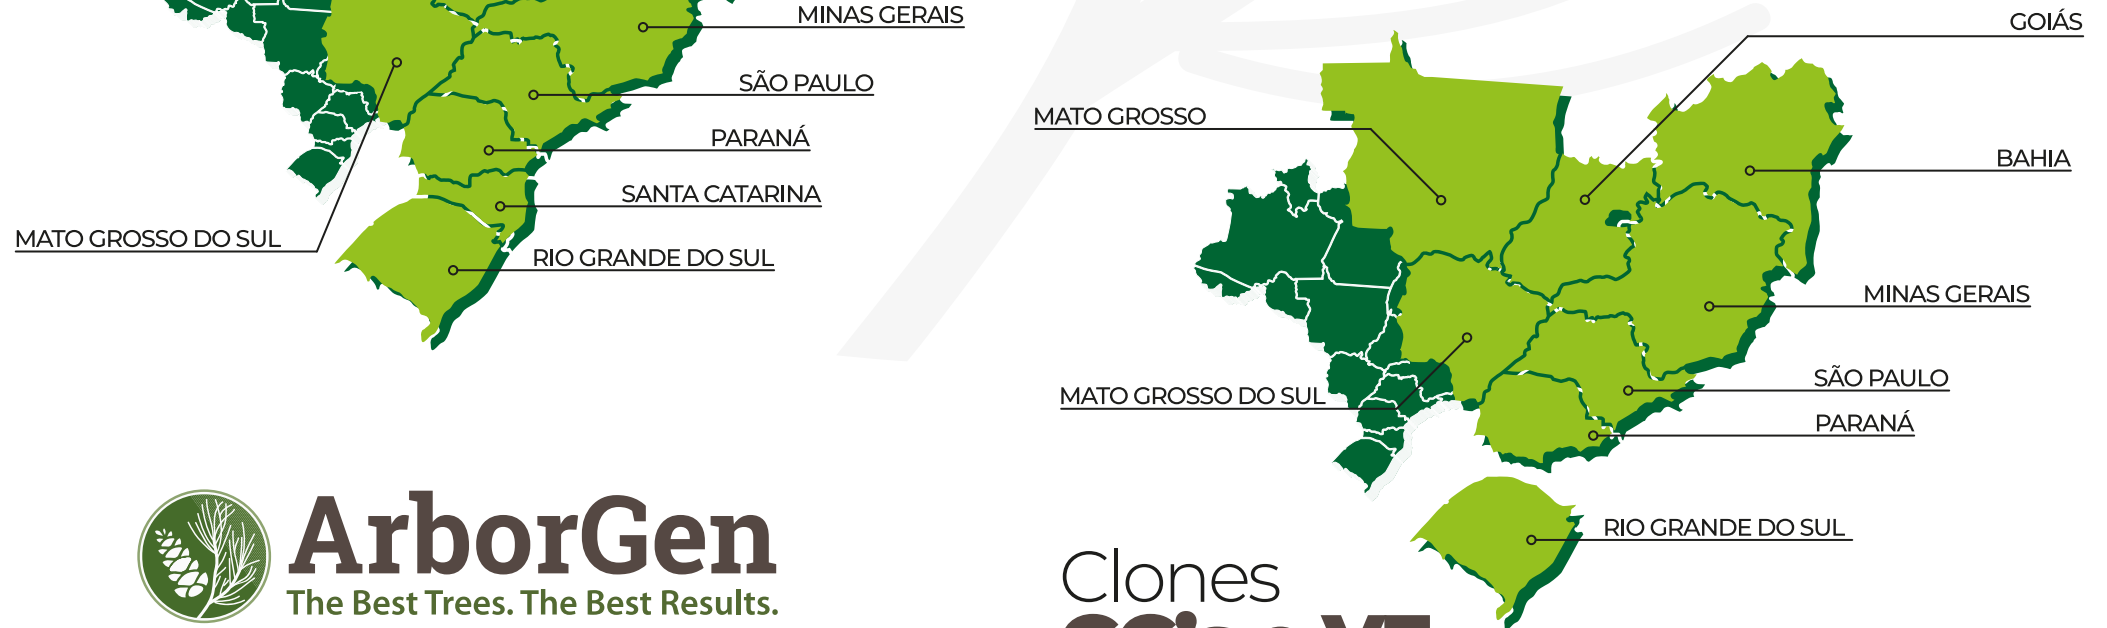 MINAS GERAIS
SÃO PAULO
PARANÁ
SANTA CATARINA
MATO GROSSO DO SUL
RIO GRANDE DO SUL
ArborGen
The Best Trees. The Best Results.
GOIÁS
MATO GROSSO
BAHIA
MINAS GERAIS
SÃO PAULO
MATO GROSSO DO SUL
PARANÁ
RIO GRANDE DO SUL
Clones